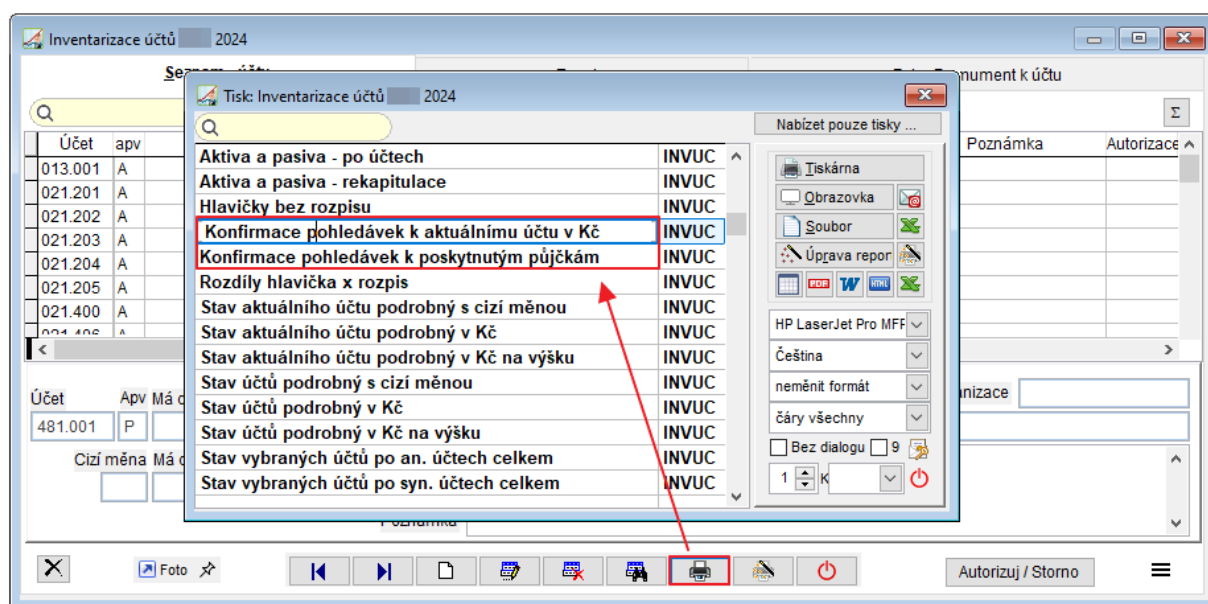 Inventarizace účtů 2024
Tisk: Inventarizace účtů 2024
nument k účtu
Nabízet pouze tisky ...
Σ
Účet apv Poznámka Autorizace
013.001 A
021.201 A
021.202 A
021.203 A
021.204 A
021.205 A
021.400 A
Aktiva a pasiva - po účtech INVUC
Aktiva a pasiva - rekapitulace INVUC
Hlavičky bez rozpisu INVUC
Konfirmace pohledávek k aktuálnímu účtu v Kč INVUC
Konfirmace pohledávek k poskytnutým půjčkám INVUC
Rozdíly hlavička x rozpis INVUC
Stav aktuálního účtu podrobný s cizí měnou INVUC
Stav aktuálního účtu podrobný v Kč INVUC
Stav aktuálního účtu podrobný v Kč na výšku INVUC
Stav účtů podrobný s cizí měnou INVUC
Stav účtů podrobný v Kč INVUC
Stav účtů podrobný v Kč na výšku INVUC
Stav vybraných účtů po an. účtech celkem INVUC
Stav vybraných účtů po syn. účtech celkem INVUC
Tiskárna
Obrazovka
Soubor
Úprava repor
PDF W HTML
HP LaserJet Pro MFF
Čeština
neměnit formát
čáry všechny
Bez dialogu 9
1 K
Účet Apv Má nizace
481.001 P
Cizí měna Má
Poznámka
Foto
Autorizuj / Storno